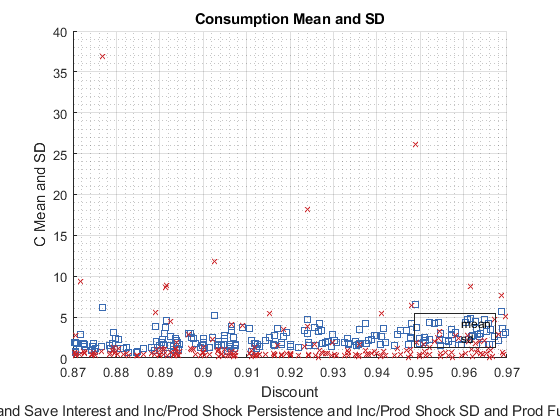 Consumption Mean and SD
40
35
30
25
20
15
10
5
0
C Mean and SD
mean
sd
0.87 0.88 0.89 0.9 0.91 0.92 0.93 0.94 0.95 0.96 0.97
Discount
and Save Interest and Inc/Prod Shock Persistence and Inc/Prod Shock SD and Prod